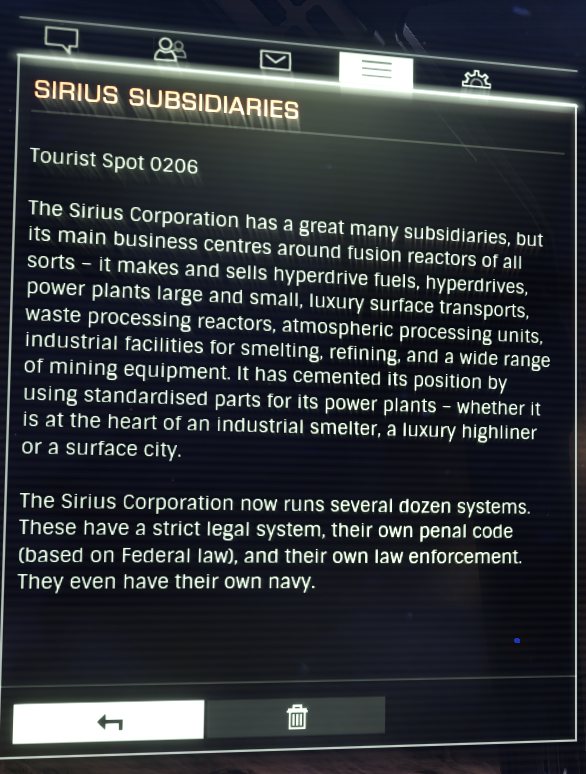 SIRIUS SUBSIDIARIES
Tourist Spot 0206
The Sirius Corporation has a great many subsidiaries, but
its main business centres around fusion reactors of all
sorts – it makes and sells hyperdrive fuels, hyperdrives,
power plants large and small, luxury surface transports,
waste processing reactors, atmospheric processing units,
industrial facilities for smelting, refining, and a wide range
of mining equipment. It has cemented its position by
using standardised parts for its power plants – whether it
is at the heart of an industrial smelter, a luxury highliner
or a surface city.
The Sirius Corporation now runs several dozen systems.
These have a strict legal system, their own penal code
(based on Federal law), and their own law enforcement.
They even have their own navy.